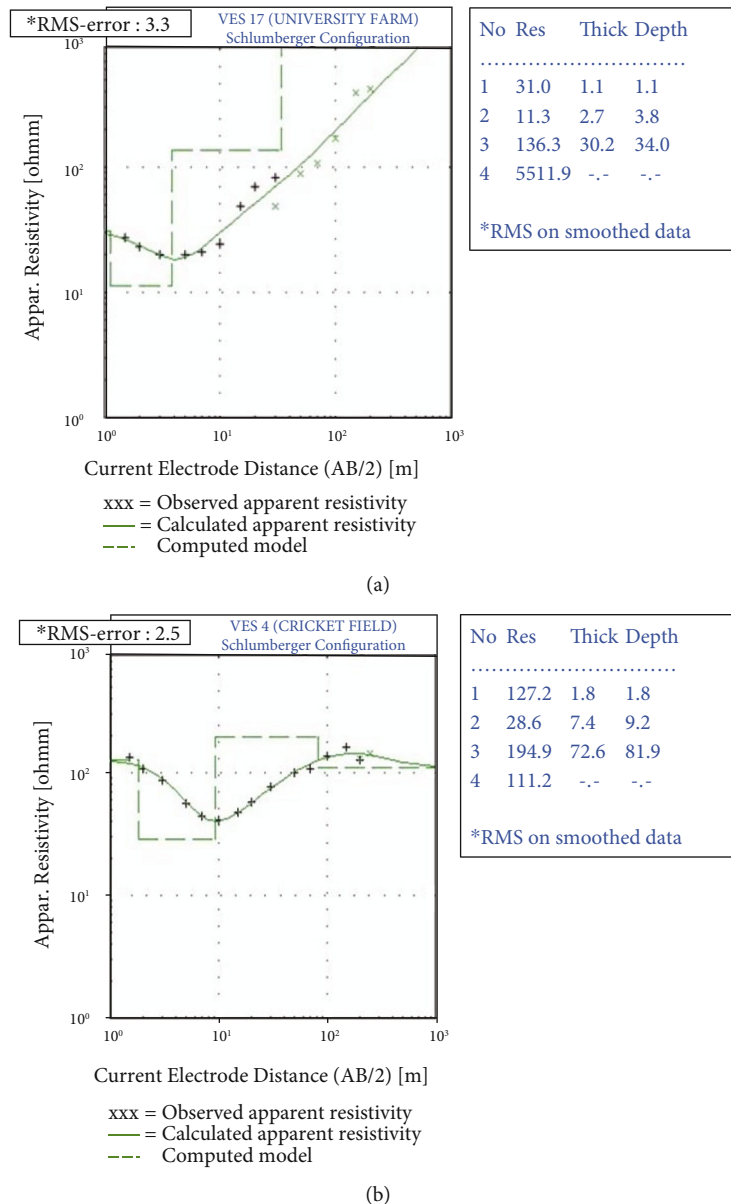 *RMS-error : 3.3
VES 17 (UNIVERSITY FARM)
Schlumberger Configuration
Appar. Resistivity [ohmm]
10³
10²
10¹
10⁰
10⁰ 10¹ 10² 10³
Current Electrode Distance (AB/2) [m]
xxx = Observed apparent resistivity
= Calculated apparent resistivity
Computed model
No Res Thick Depth
..............................
1 31.0 1.1 1.1
2 11.3 2.7 3.8
3 136.3 30.2 34.0
4 5511.9 -.- -.-
*RMS on smoothed data
(a)
*RMS-error : 2.5
VES 4 (CRICKET FIELD)
Schlumberger Configuration
Appar. Resistivity [ohmm]
10³
10²
10¹
10⁰
10⁰ 10¹ 10² 10³
Current Electrode Distance (AB/2) [m]
xxx = Observed apparent resistivity
= Calculated apparent resistivity
Computed model
No Res Thick Depth
..............................
1 127.2 1.8 1.8
2 28.6 7.4 9.2
3 194.9 72.6 81.9
4 111.2 -.- -.-
*RMS on smoothed data
(b)